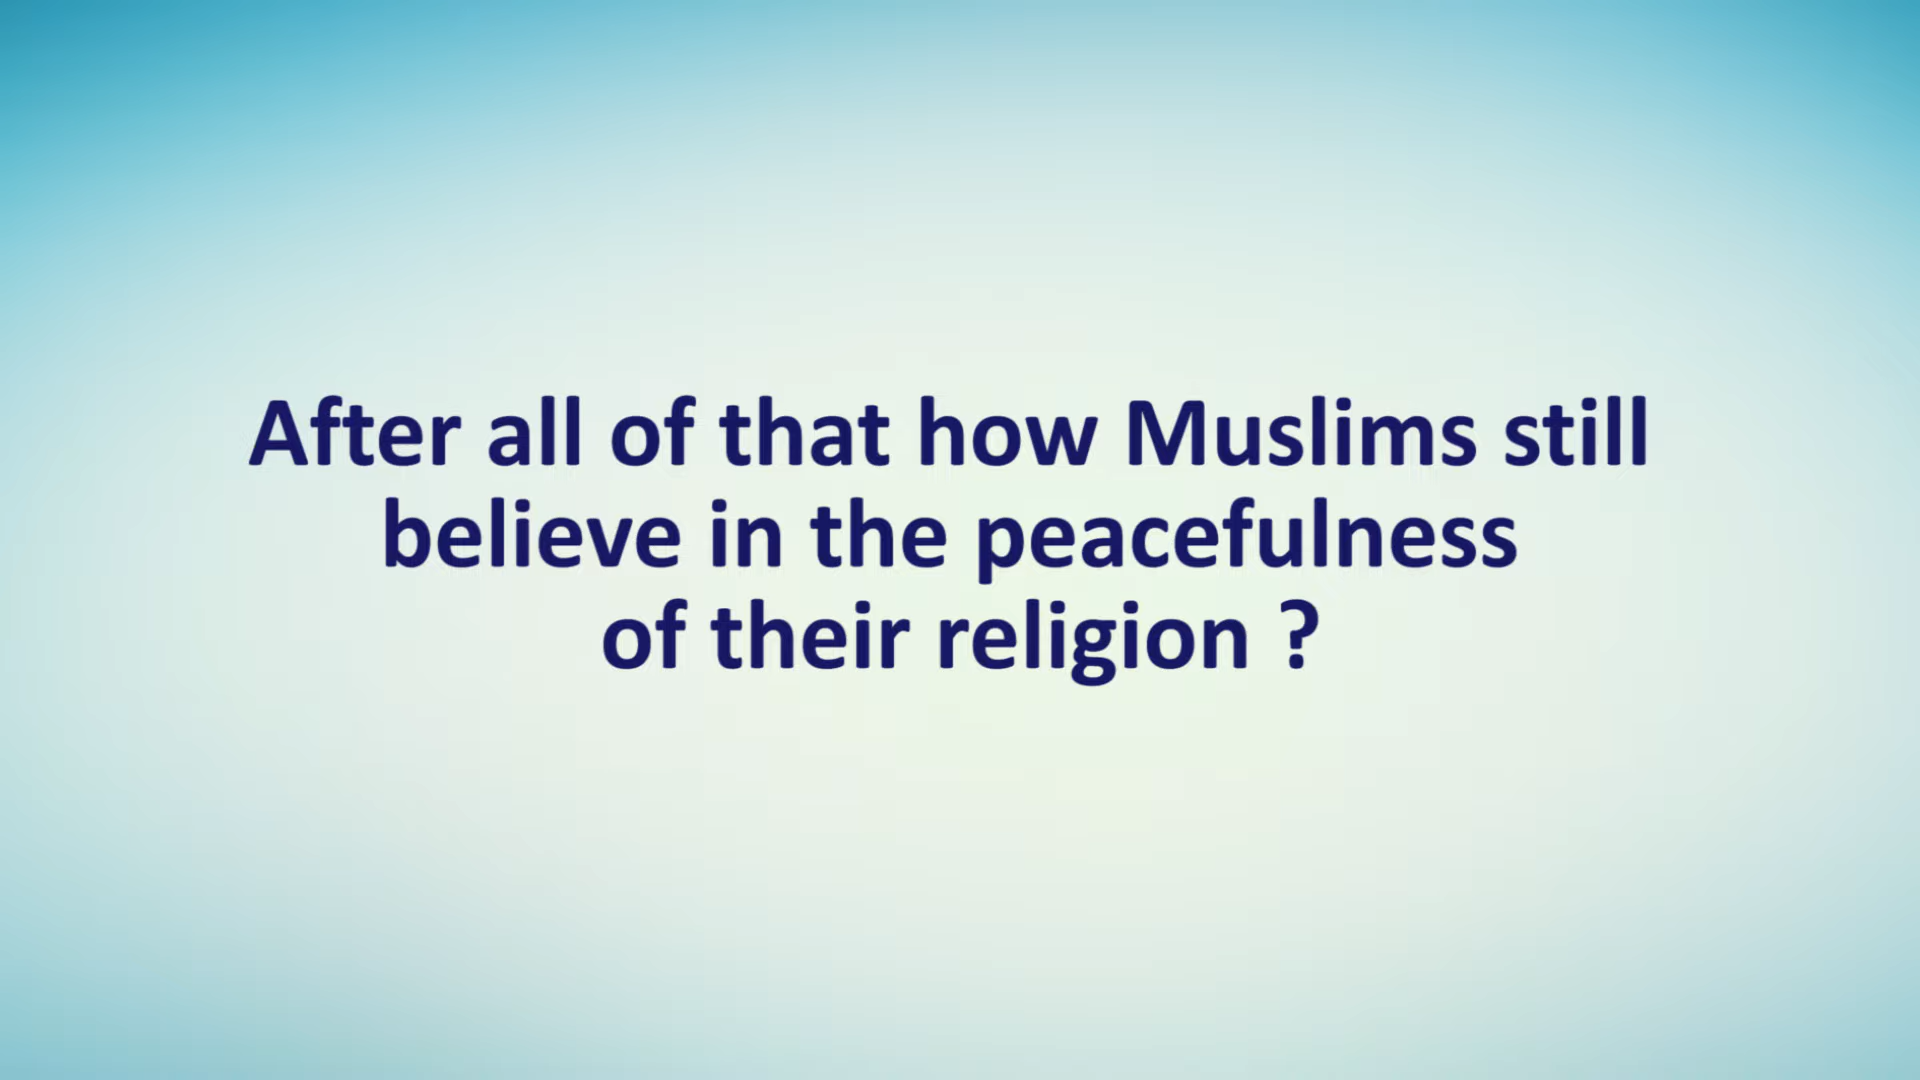 After all of that how Muslims still
believe in the peacefulness
of their religion ?